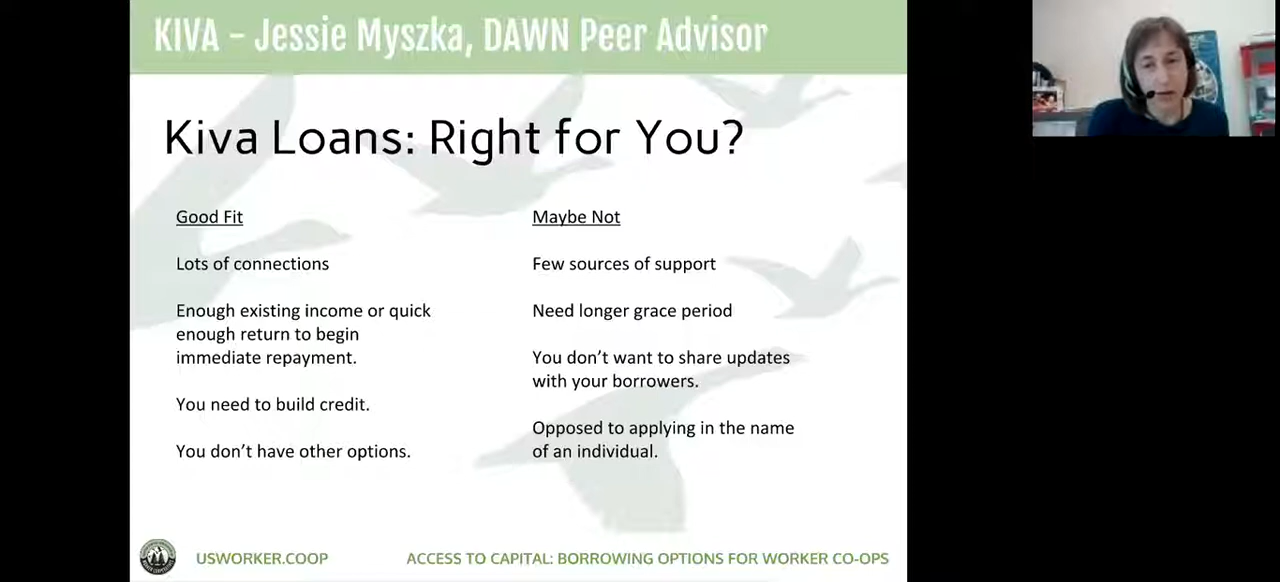 KIVA – Jessie Myszka, DAWN Peer Advisor
Kiva Loans: Right for You?
Good Fit
Lots of connections
Enough existing income or quick
enough return to begin
immediate repayment.
You need to build credit.
You don’t have other options.
Maybe Not
Few sources of support
Need longer grace period
You don’t want to share updates
with your borrowers.
Opposed to applying in the name
of an individual.
USWORKER.COOP
ACCESS TO CAPITAL: BORROWING OPTIONS FOR WORKER CO-OPS